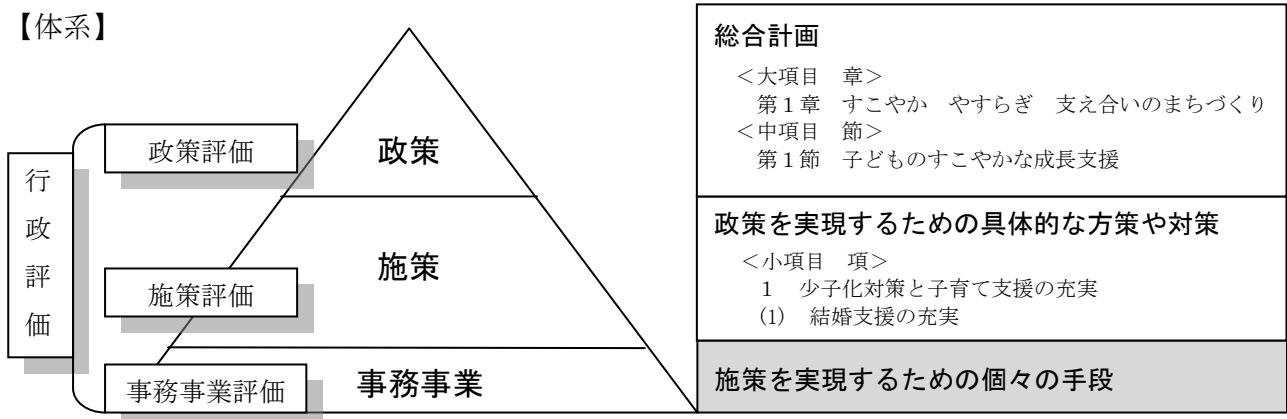 【体系】
行政評価
政策評価
施策評価
事務事業評価
政策
施策
事務事業
総合計画
＜大項目　章＞
第１章　すこやか　やすらぎ　支え合いのまちづくり
＜中項目　節＞
第１節　子どものすこやかな成長支援
政策を実現するための具体的な方策や対策
＜小項目　項＞
１　少子化対策と子育て支援の充実
(1)　結婚支援の充実
施策を実現するための個々の手段